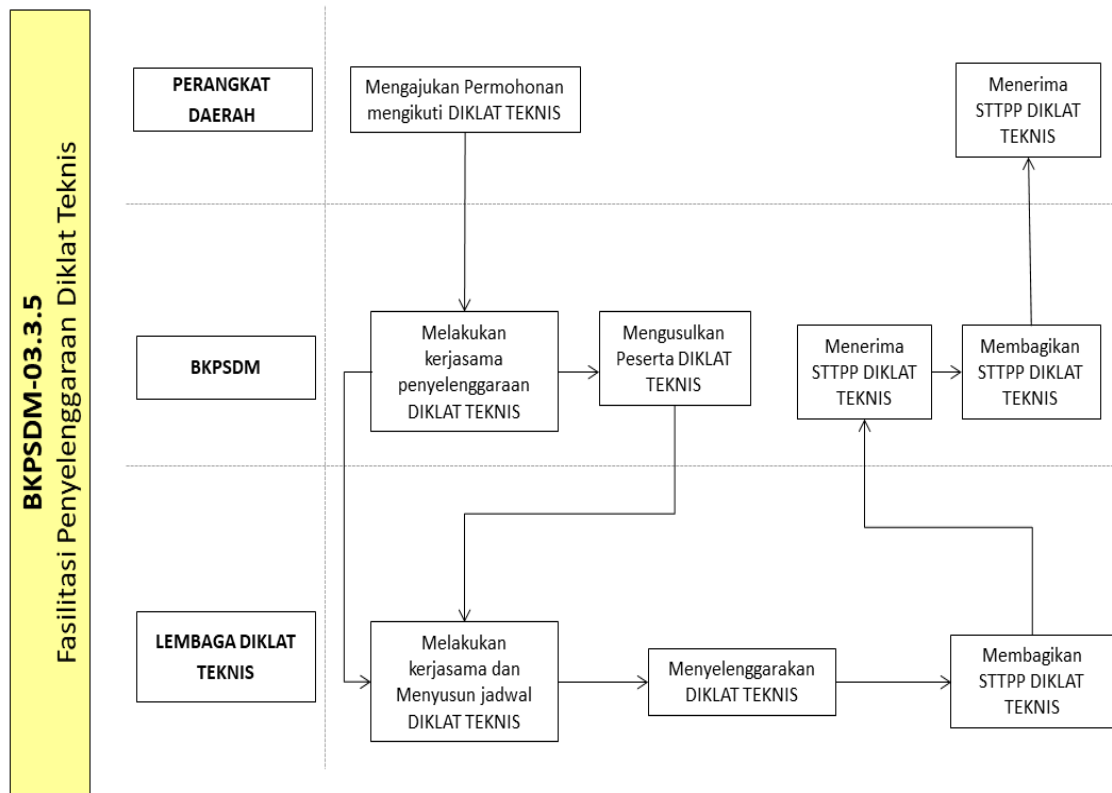 BKPSDM-03.3.5
Fasilitasi Penyelenggaraan Diklat Teknis
PERANGKAT
DAERAH
Mengajukan Permohonan
mengikuti DIKLAT TEKNIS
Menerima
STTPP DIKLAT
TEKNIS
BKPSDM
Melakukan
kerjasama
penyelenggaraan
DIKLAT TEKNIS
Mengusulkan
Peserta DIKLAT
TEKNIS
Menerima
STTPP DIKLAT
TEKNIS
Membagikan
STTPP DIKLAT
TEKNIS
LEMBAGA DIKLAT
TEKNIS
Melakukan
kerjasama dan
Menyusun jadwal
DIKLAT TEKNIS
Menyelenggarakan
DIKLAT TEKNIS
Membagikan
STTPP DIKLAT
TEKNIS